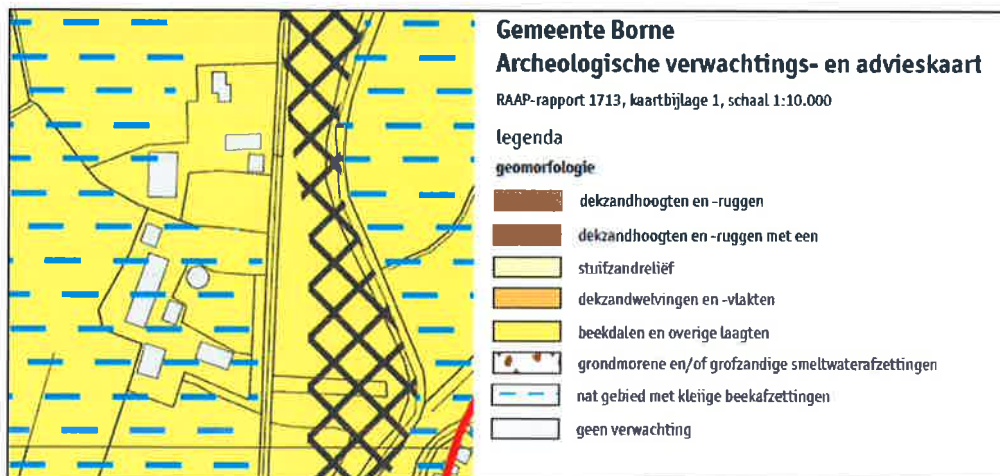 Gemeente Borne
Archeologische verwachtings- en advieskaart
RAAP-rapport 1713, kaartbijlage 1, schaal 1:10.000
legenda
geomorfologie
dekzandhoogten en -ruggen
dekzandhoogten en -ruggen met een
stuifzandreliëf
dekzandwelvingen en -vlakten
beekdalen en overige laagten
grondmorene en/of grofzandige smeltwaterafzettingen
nat gebied met kleiige beekafzettingen
geen verwachting